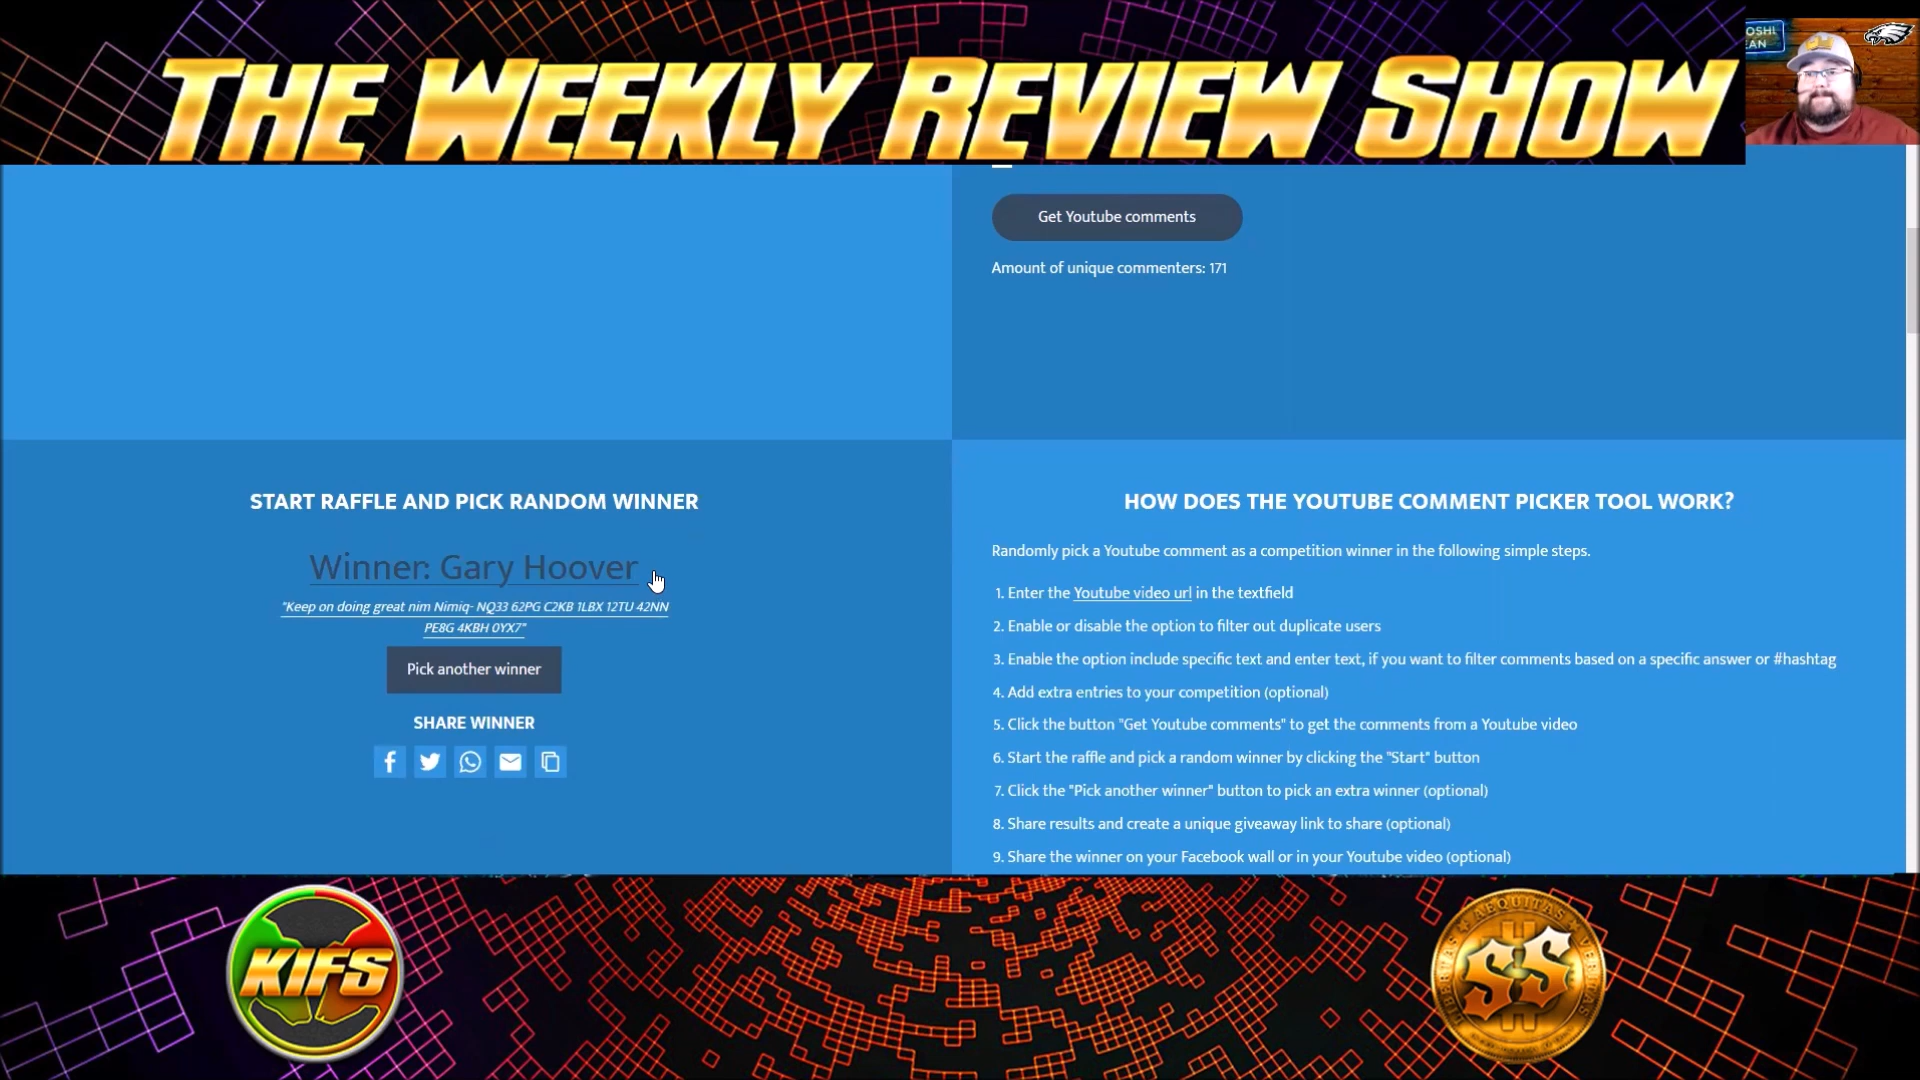 THE WEEKLY REVIEW SHOW
OSHI
EAN
Get Youtube comments
Amount of unique commenters: 171
START RAFFLE AND PICK RANDOM WINNER
Winner: Gary Hoover
"Keep on doing great nim Nimiq- NQ33 62PG C2KB 1LBX 12TU 42NN
PE8G 4KBH 0YX7"
Pick another winner
SHARE WINNER
HOW DOES THE YOUTUBE COMMENT PICKER TOOL WORK?
Randomly pick a Youtube comment as a competition winner in the following simple steps.
1. Enter the Youtube video url in the textfield
2. Enable or disable the option to filter out duplicate users
3. Enable the option include specific text and enter text, if you want to filter comments based on a specific answer or #hashtag
4. Add extra entries to your competition (optional)
5. Click the button "Get Youtube comments" to get the comments from a Youtube video
6. Start the raffle and pick a random winner by clicking the "Start" button
7. Click the "Pick another winner" button to pick an extra winner (optional)
8. Share results and create a unique giveaway link to share (optional)
9. Share the winner on your Facebook wall or in your Youtube video (optional)
KIFS
AEQUITAS
LIBERTAS
VERITAS
SS